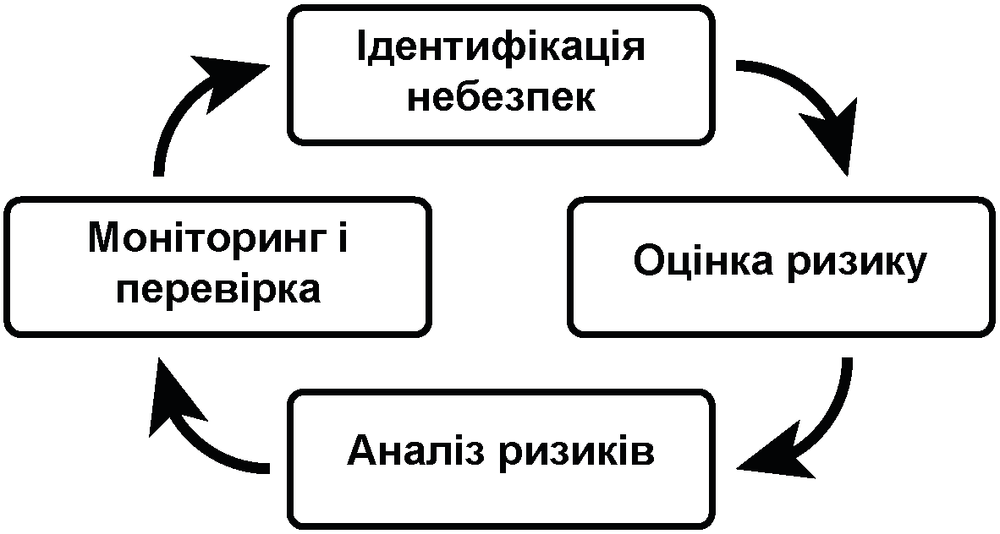 Ідентифікація
небезпек
Моніторинг і
перевірка
Оцінка ризику
Аналіз ризиків